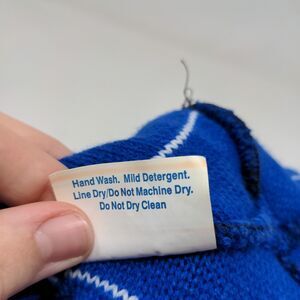 Hand Wash. Mild Detergent.
Line Dry/Do Not Machine Dry.
Do Not Dry Clean